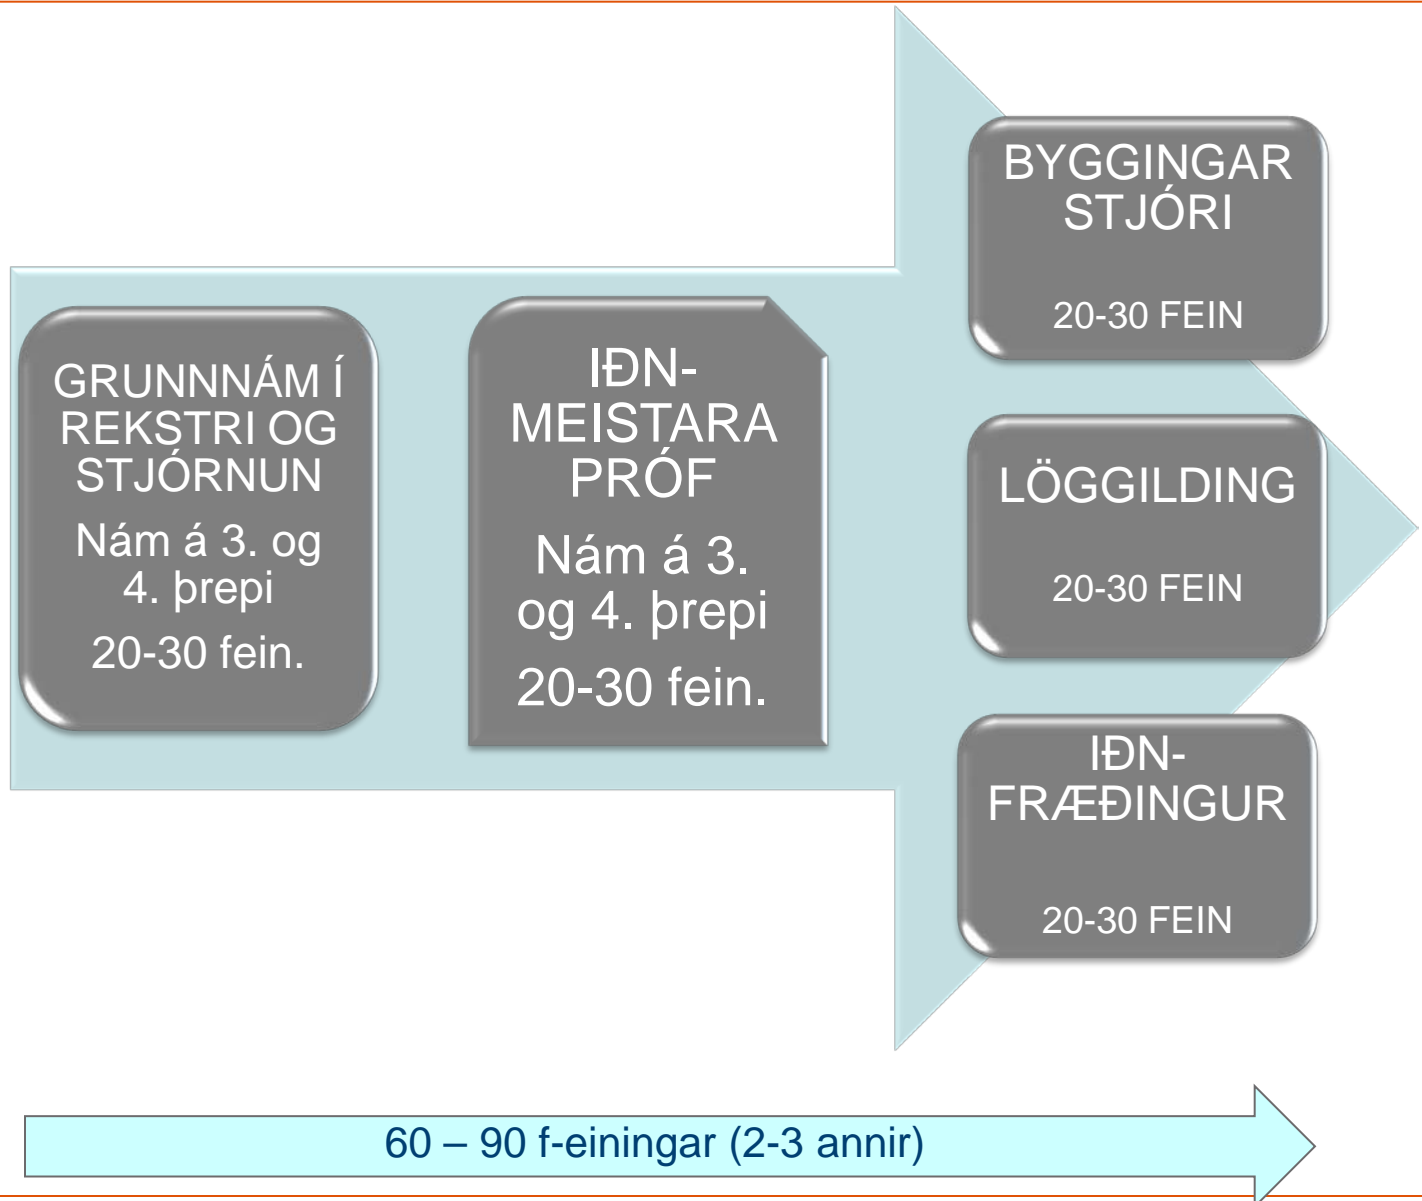 GRUNNNÁM Í
REKSTRI OG
STJÓRNUN
Nám á 3. og
4. þrepi
20-30 fein.
IÐN-
MEISTARA
PRÓF
Nám á 3.
og 4. þrepi
20-30 fein.
BYGGINGAR
STJÓRI
20-30 FEIN
LÖGGILDING
20-30 FEIN
IÐN-
FRÆÐINGUR
20-30 FEIN
60 – 90 f-einingar (2-3 annir)